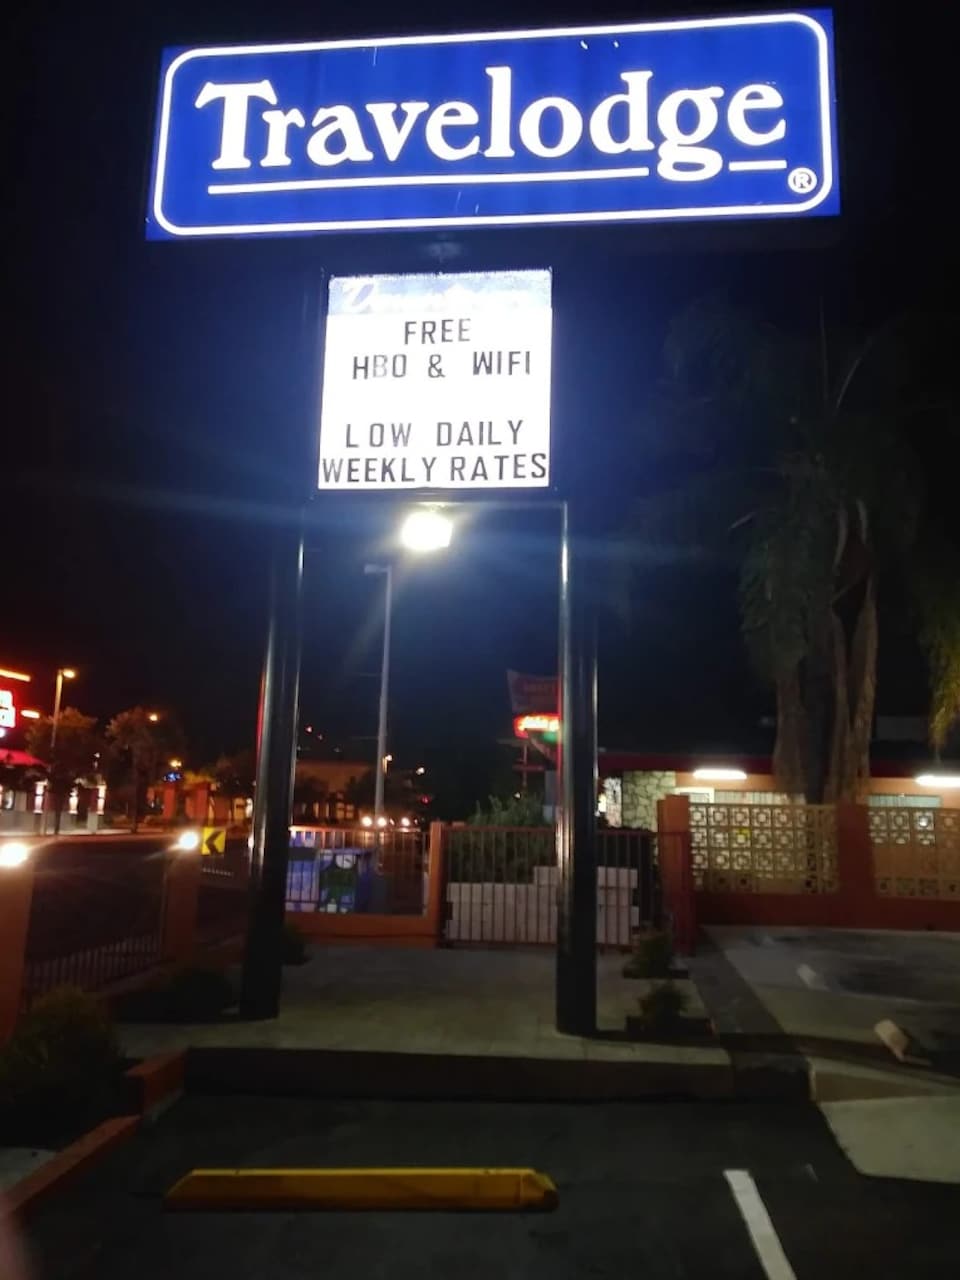 Travelodge®
FREE
HBO & WIFI
LOW DAILY
WEEKLY RATES